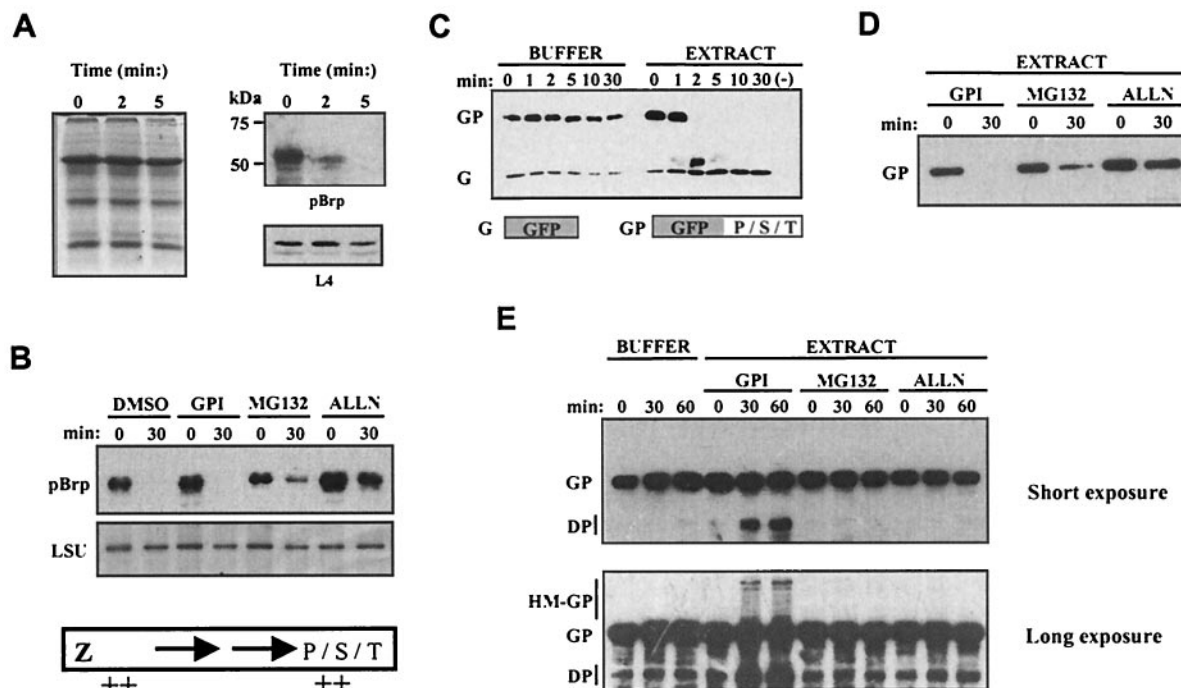 A
Time (min:)
0 2 5
Time (min:)
kDa 0 2 5
75
50
pBrp
L4
B
DMSO GPI MG132 ALLN
min: 0 30 0 30 0 30 0 30
pBrp
LSU
Z P / S / T
++ ++
C
BUFFER EXTRACT
min: 0 1 2 5 10 30 0 1 2 5 10 30 (-)
GP
G
G GFP GP GFP P / S / T
D
EXTRACT
GPI MG132 ALLN
min: 0 30 0 30 0 30
GP
E
BUFFER EXTRACT
GPI MG132 ALLN
min: 0 30 60 0 30 60 0 30 60 0 30 60
GP
DP
Short exposure
HM-GP
GP
DP
Long exposure